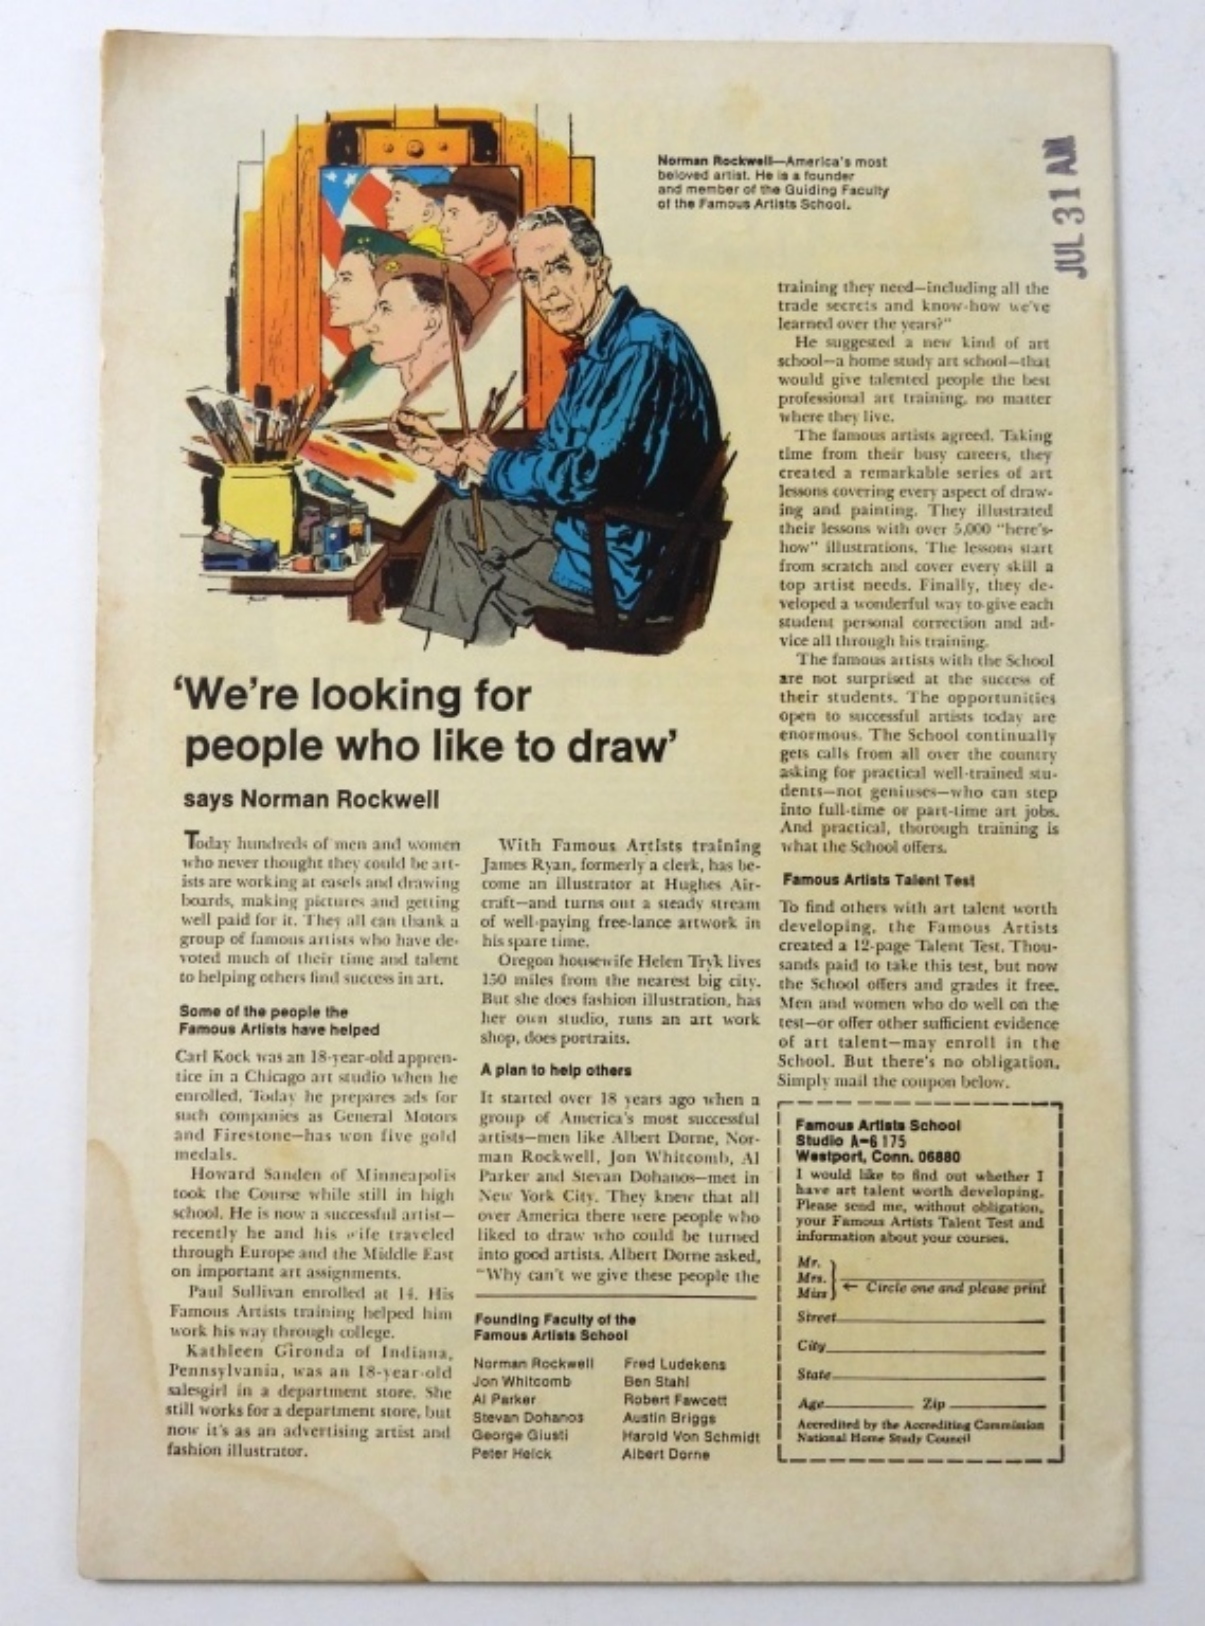 Norman Rockwell—America's most
beloved artist. He is a founder
and member of the Guiding Faculty
of the Famous Artists School.
JUL 31 AM
'We're looking for
people who like to draw'
says Norman Rockwell
Today hundreds of men and women
who never thought they could be art-
ists are working at easels and drawing
boards, making pictures and getting
well paid for it. They all can thank a
group of famous artists who have de-
voted much of their time and talent
to helping others find success in art.
Some of the people the
Famous Artists have helped
Carl Kock was an 18-year-old appren-
tice in a Chicago art studio when he
enrolled. Today he prepares ads for
such companies as General Motors
and Firestone—has won five gold
medals.
Howard Sanden of Minneapolis
took the Course while still in high
school. He is now a successful artist—
recently he and his wife traveled
through Europe and the Middle East
on important art assignments.
Paul Sullivan enrolled at 14. His
Famous Artists training helped him
work his way through college.
Kathleen Gironda of Indiana,
Pennsylvania, was an 18-year-old
salesgirl in a department store. She
still works for a department store, but
now it's as an advertising artist and
fashion illustrator.
With Famous Artists training
James Ryan, formerly a clerk, has be-
come an illustrator at Hughes Air-
craft—and turns out a steady stream
of well-paying free-lance artwork in
his spare time.
Oregon housewife Helen Tryk lives
150 miles from the nearest big city.
But she does fashion illustration, has
her own studio, runs an art work
shop, does portraits.
A plan to help others
It started over 18 years ago when a
group of America's most successful
artists—men like Albert Dorne, Nor-
man Rockwell, Jon Whitcomb, Al
Parker and Stevan Dohanos—met in
New York City. They knew that all
over America there were people who
liked to draw who could be turned
into good artists. Albert Dorne asked,
"Why can't we give these people the
Founding Faculty of the
Famous Artists School
Norman Rockwell Fred Ludekens
Jon Whitcomb Ben Stahl
Al Parker Robert Fawcett
Stevan Dohanos Austin Briggs
George Giusti Harold Von Schmidt
Peter Helck Albert Dorne
training they need—including all the
trade secrets and know-how we've
learned over the years?"
He suggested a new kind of art
school—a home study art school—that
would give talented people the best
professional art training, no matter
where they live.
The famous artists agreed. Taking
time from their busy careers, they
created a remarkable series of art
lessons covering every aspect of draw-
ing and painting. They illustrated
their lessons with over 5,000 "here's-
how" illustrations. The lessons start
from scratch and cover every skill a
top artist needs. Finally, they de-
veloped a wonderful way to give each
student personal correction and ad-
vice all through his training.
The famous artists with the School
are not surprised at the success of
their students. The opportunities
open to successful artists today are
enormous. The School continually
gets calls from all over the country
asking for practical well-trained stu-
dents—not geniuses—who can step
into full-time or part-time art jobs.
And practical, thorough training is
what the School offers.
Famous Artists Talent Test
To find others with art talent worth
developing, the Famous Artists
created a 12-page Talent Test. Thou-
sands paid to take this test, but now
the School offers and grades it free.
Men and women who do well on the
test—or offer other sufficient evidence
of art talent—may enroll in the
School. But there's no obligation.
Simply mail the coupon below.
Famous Artists School
Studio A-6175
Westport, Conn. 06880
I would like to find out whether I
have art talent worth developing.
Please send me, without obligation,
your Famous Artists Talent Test and
information about your courses.
Mr.
Mrs.
Miss ← Circle one and please print
Street
City
State
Age Zip
Accredited by the Accrediting Commission
National Home Study Council